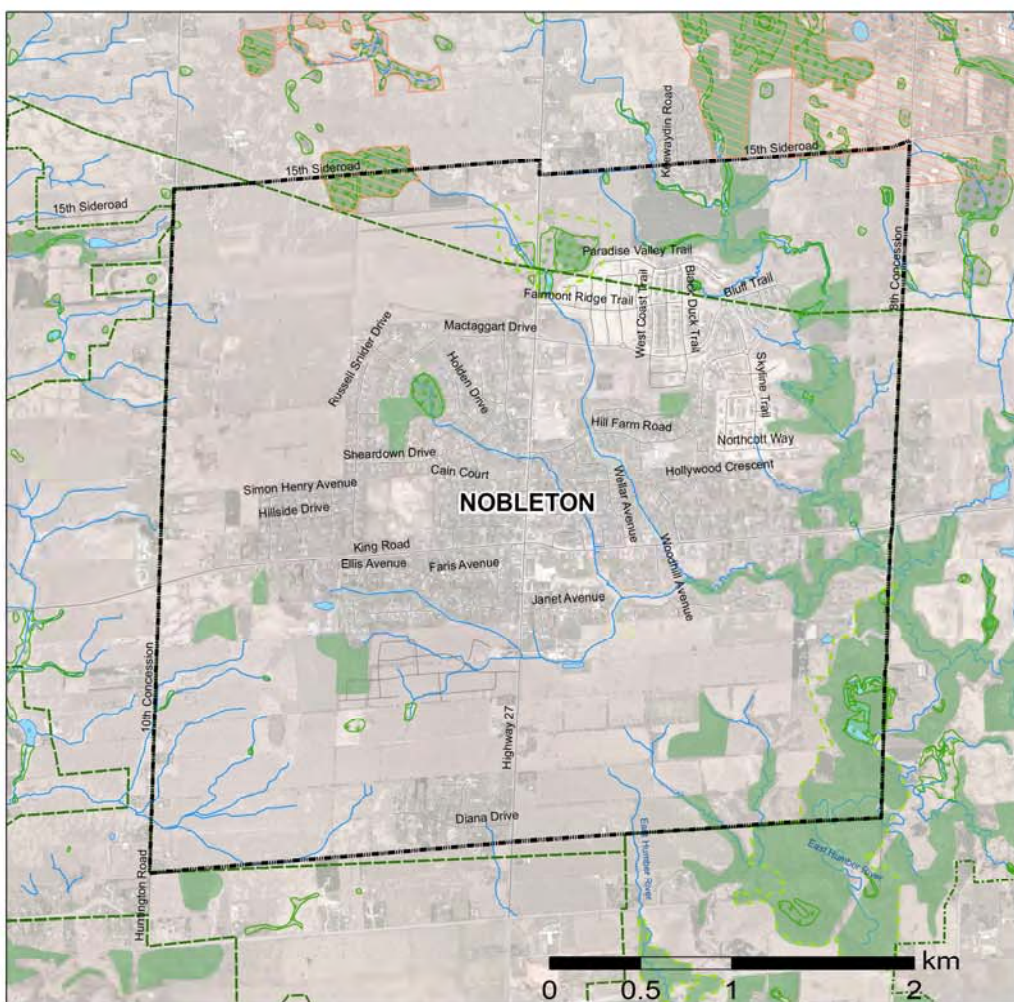 Keewaydin Road
15th Sideroad
15th Sideroad
15th Sideroad
Paradise Valley Trail
8th Concession
Black Duck Trail
Bluff Trail
West Coast Trail
Fairmont Ridge Trail
Mactaggart Drive
Russell Snider Drive
Holden Drive
Skyline Trail
Hill Farm Road
Northcott Way
Sheardown Drive
Cain Court
Hollywood Crescent
Simon Henry Avenue
NOBLETON
Wellar Avenue
Hillside Drive
King Road
Woodhill Avenue
Ellis Avenue
Faris Avenue
Janet Avenue
10th Concession
Highway 27
Diana Drive
East Humber River
East Humber River
Huntington Road
km
0 0.5 1 2